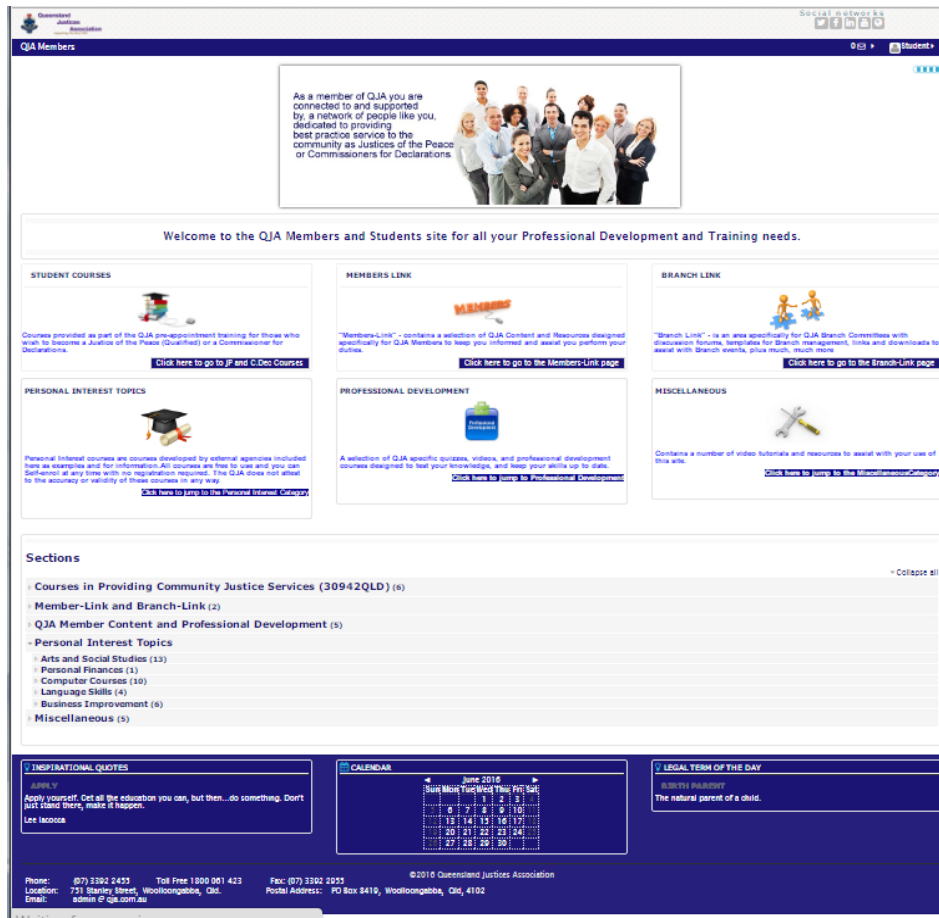 Queensland
Justices
Association
Social networks
QJA Members
0
Student
As a member of QJA you are
connected to and supported
by, a network of people like you,
dedicated to providing
best practice service to the
community as Justices of the Peace
or Commissioners for Declarations
Welcome to the QJA Members and Students site for all your Professional Development and Training needs.
STUDENT COURSES
Courses provided as part of the QJA pre-appointment training for those who
wish to become a Justice of the Peace (Qualified) or a Commissioner for
Declarations.
Click here to go to JP and C.Dec Courses
MEMBERS LINK
MEMBERS
"Members-Link" - contains a selection of QJA Content and Resources designed
specifically for QJA Members to keep you informed and assist you perform your
duties.
Click here to go to the Members-Link page
BRANCH LINK
"Branch Link" - is an area specifically for QJA Branch Committees with
discussion forums, templates for Branch management, links and downloads to
assist with Branch events, plus much, much more
Click here to go to the Branch-Link page
PERSONAL INTEREST TOPICS
Personal Interest courses are courses developed by external agencies included
here as examples and for information. All courses are free to use and you can
Self-enrol at any time with no registration required. The QJA does not attest
to the accuracy or validity of these courses in any way.
Click here to jump to the Personal Interest Category
PROFESSIONAL DEVELOPMENT
Professional
Development
A selection of QJA specific quizzes, videos, and professional development
courses designed to test your knowledge, and keep your skills up to date.
Click here to jump to Professional Development
MISCELLANEOUS
Contains a number of video tutorials and resources to assist with your use of
this site.
Click here to jump to the MiscellaneousCategory
Sections
Collapse all
Courses in Providing Community Justice Services (30942QLD) (6)
Member-Link and Branch-Link (2)
QJA Member Content and Professional Development (5)
Personal Interest Topics
Arts and Social Studies (13)
Personal Finances (1)
Computer Courses (10)
Language Skills (4)
Business Improvement (6)
Miscellaneous (5)
INSPIRATIONAL QUOTES
APPLY
Apply yourself. Get all the education you can, but then...do something. Don't
just stand there, make it happen.
Lee Iacocca
CALENDAR
◄ June 2016 ►
Sun Mon Tue Wed Thu Fri Sat
1 2 3 4
5 6 7 8 9 10 11
12 13 14 15 16 17 18
19 20 21 22 23 24 25
26 27 28 29 30
LEGAL TERM OF THE DAY
BIRTH PARENT
The natural parent of a child.
©2016 Queensland Justices Association
Phone: (07) 3392 2455 Toll Free 1800 061 423 Fax: (07) 3392 2955
Location: 751 Stanley Street, Woolloongabba, Qld. Postal Address: PO Box 8419, Woolloongabba, Qld, 4102
Email: admin@qja.com.au